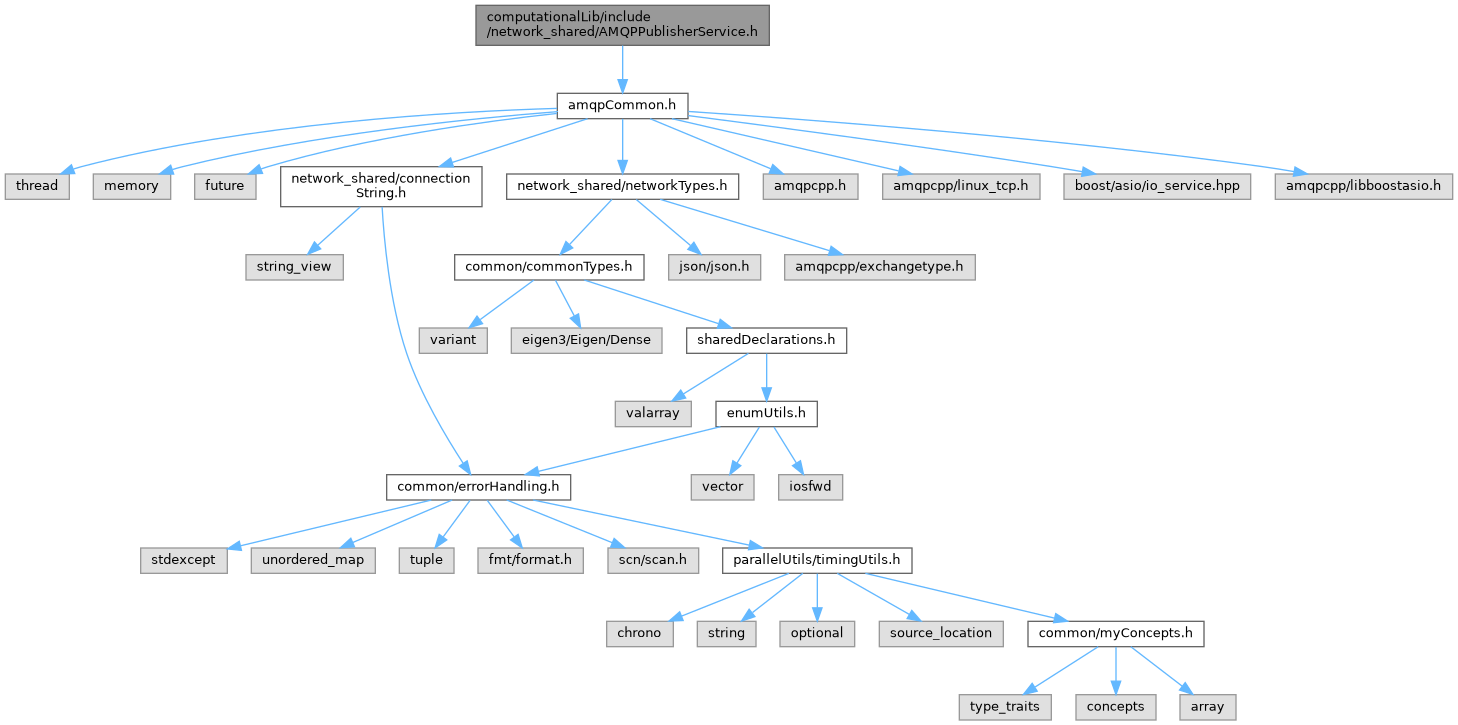 computationalLib/include
/network_shared/AMQPPublisherService.h
amqpCommon.h
thread
memory
future
network_shared/connection
String.h
network_shared/networkTypes.h
amqpcpp.h
amqpcpp/linux_tcp.h
boost/asio/io_service.hpp
amqpcpp/libboostasio.h
string_view
common/commonTypes.h
json/json.h
amqpcpp/exchangetype.h
variant
eigen3/Eigen/Dense
sharedDeclarations.h
valarray
enumUtils.h
common/errorHandling.h
vector
iosfwd
stdexcept
unordered_map
tuple
fmt/format.h
scn/scan.h
parallelUtils/timingUtils.h
chrono
string
optional
source_location
common/myConcepts.h
type_traits
concepts
array